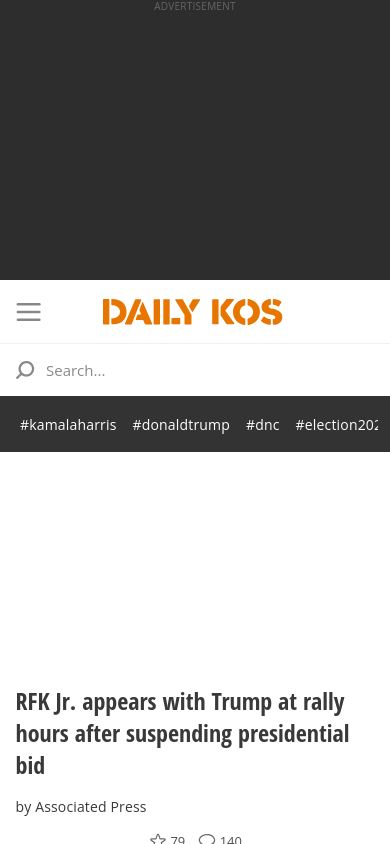 ADVERTISEMENT
DAILY KOS
Search...
#kamalaharris #donaldtrump #dnc #election202
RFK Jr. appears with Trump at rally
hours after suspending presidential
bid
by Associated Press
79 140